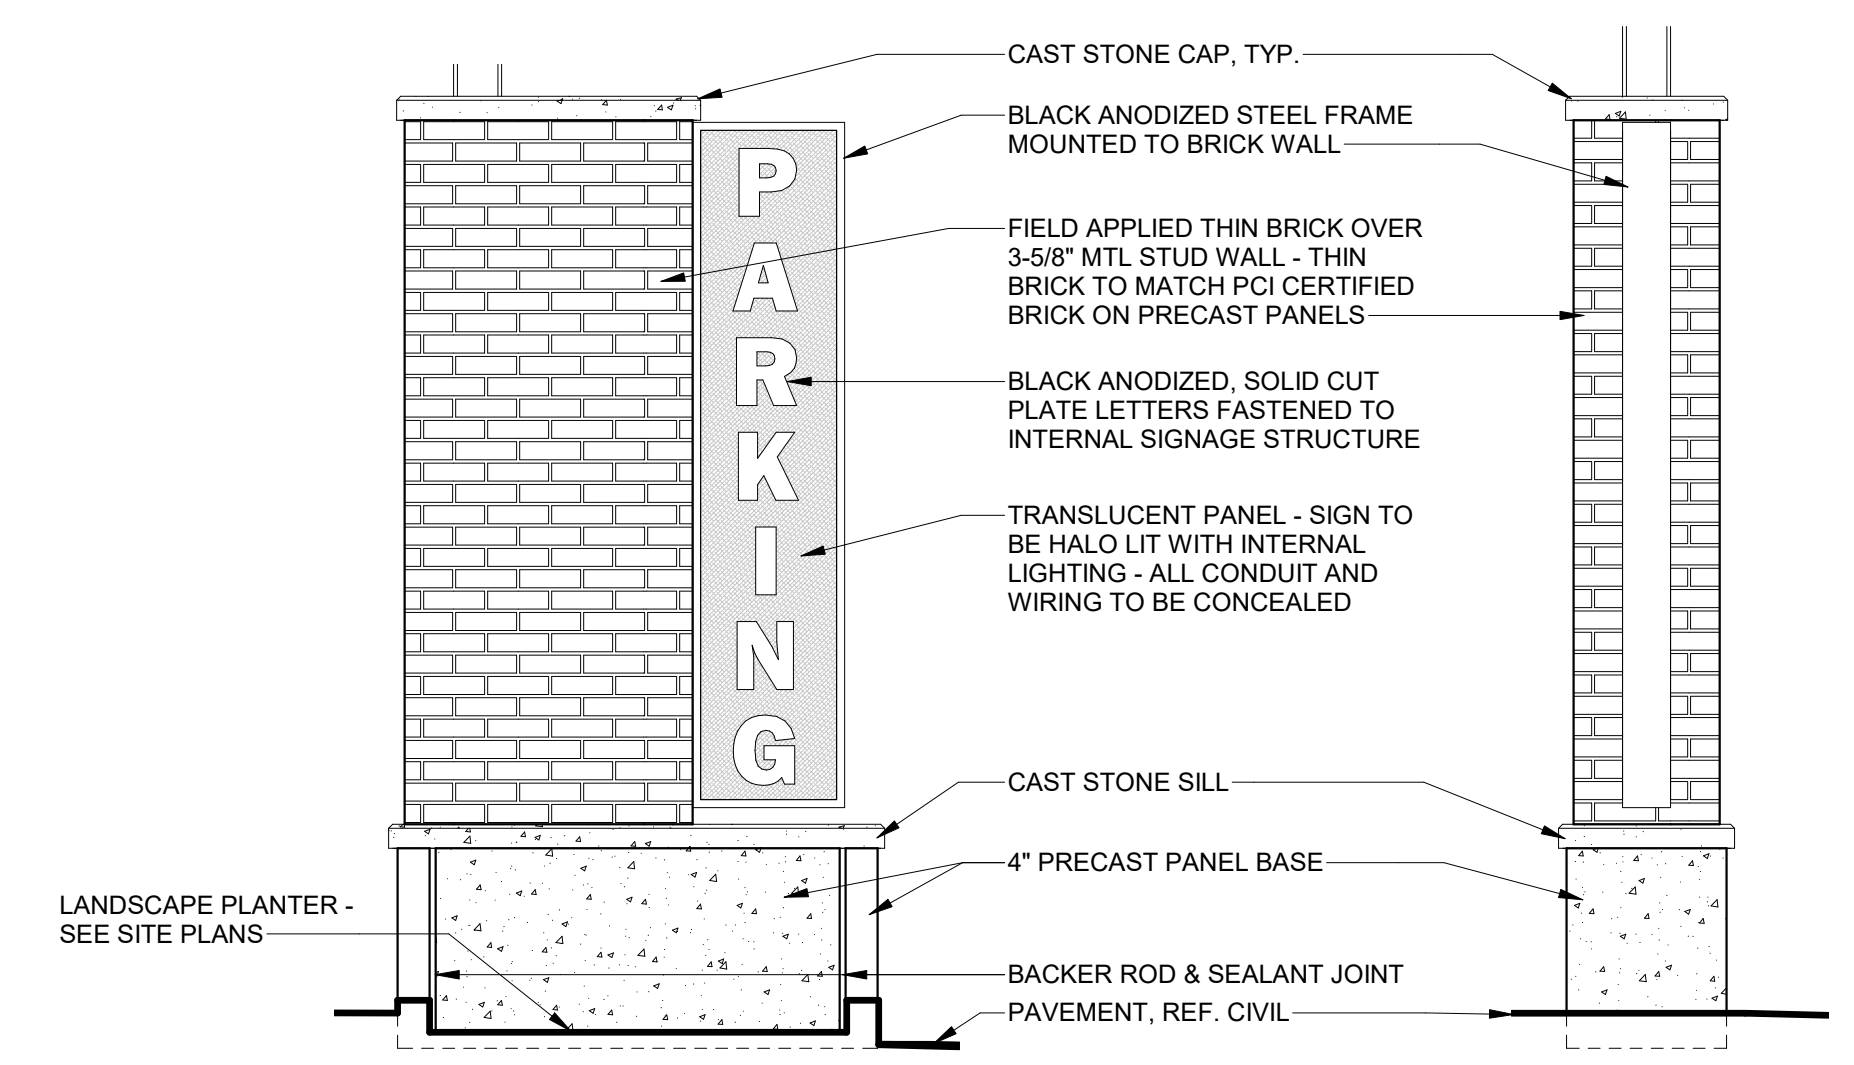 CAST STONE CAP, TYP.
BLACK ANODIZED STEEL FRAME
MOUNTED TO BRICK WALL
FIELD APPLIED THIN BRICK OVER
3-5/8" MTL STUD WALL - THIN
BRICK TO MATCH PCI CERTIFIED
BRICK ON PRECAST PANELS
BLACK ANODIZED, SOLID CUT
PLATE LETTERS FASTENED TO
INTERNAL SIGNAGE STRUCTURE
TRANSLUCENT PANEL - SIGN TO
BE HALO LIT WITH INTERNAL
LIGHTING - ALL CONDUIT AND
WIRING TO BE CONCEALED
CAST STONE SILL
4" PRECAST PANEL BASE
BACKER ROD & SEALANT JOINT
PAVEMENT, REF. CIVIL
LANDSCAPE PLANTER -
SEE SITE PLANS
PARKING